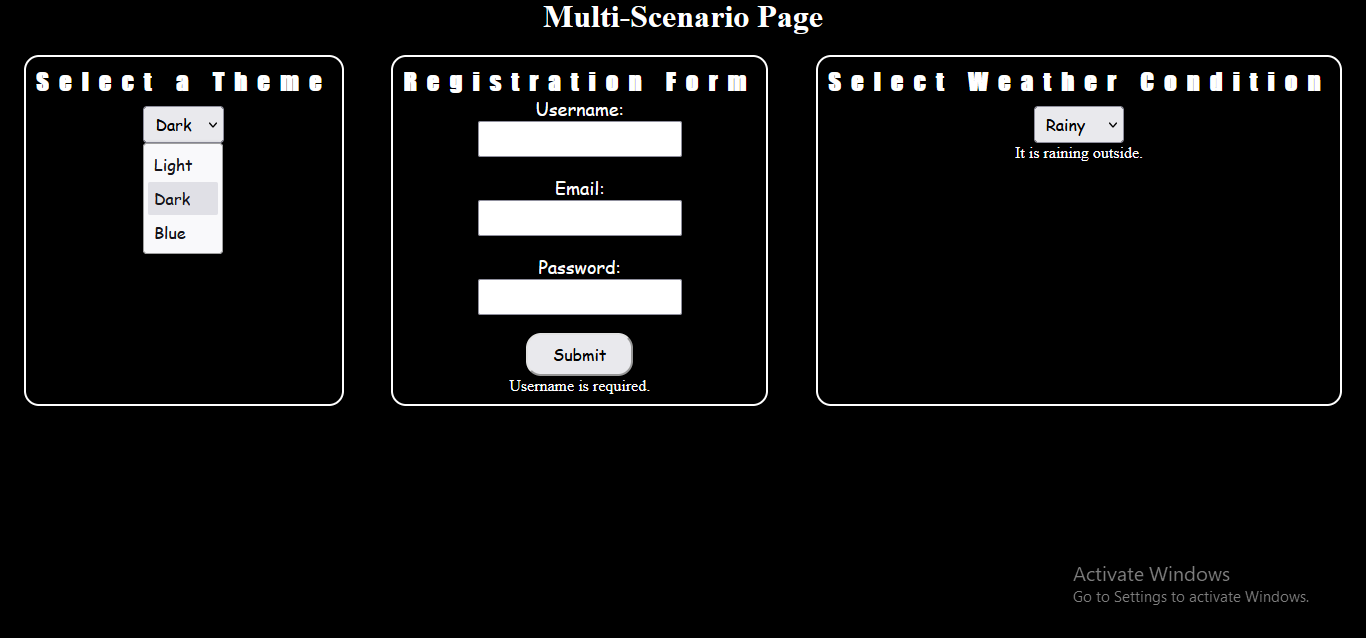 Multi-Scenario Page
Select a Theme
Dark
Light
Dark
Blue
Registration Form
Username:
Email:
Password:
Submit
Username is required.
Select Weather Condition
Rainy
It is raining outside.
Activate Windows
Go to Settings to activate Windows.